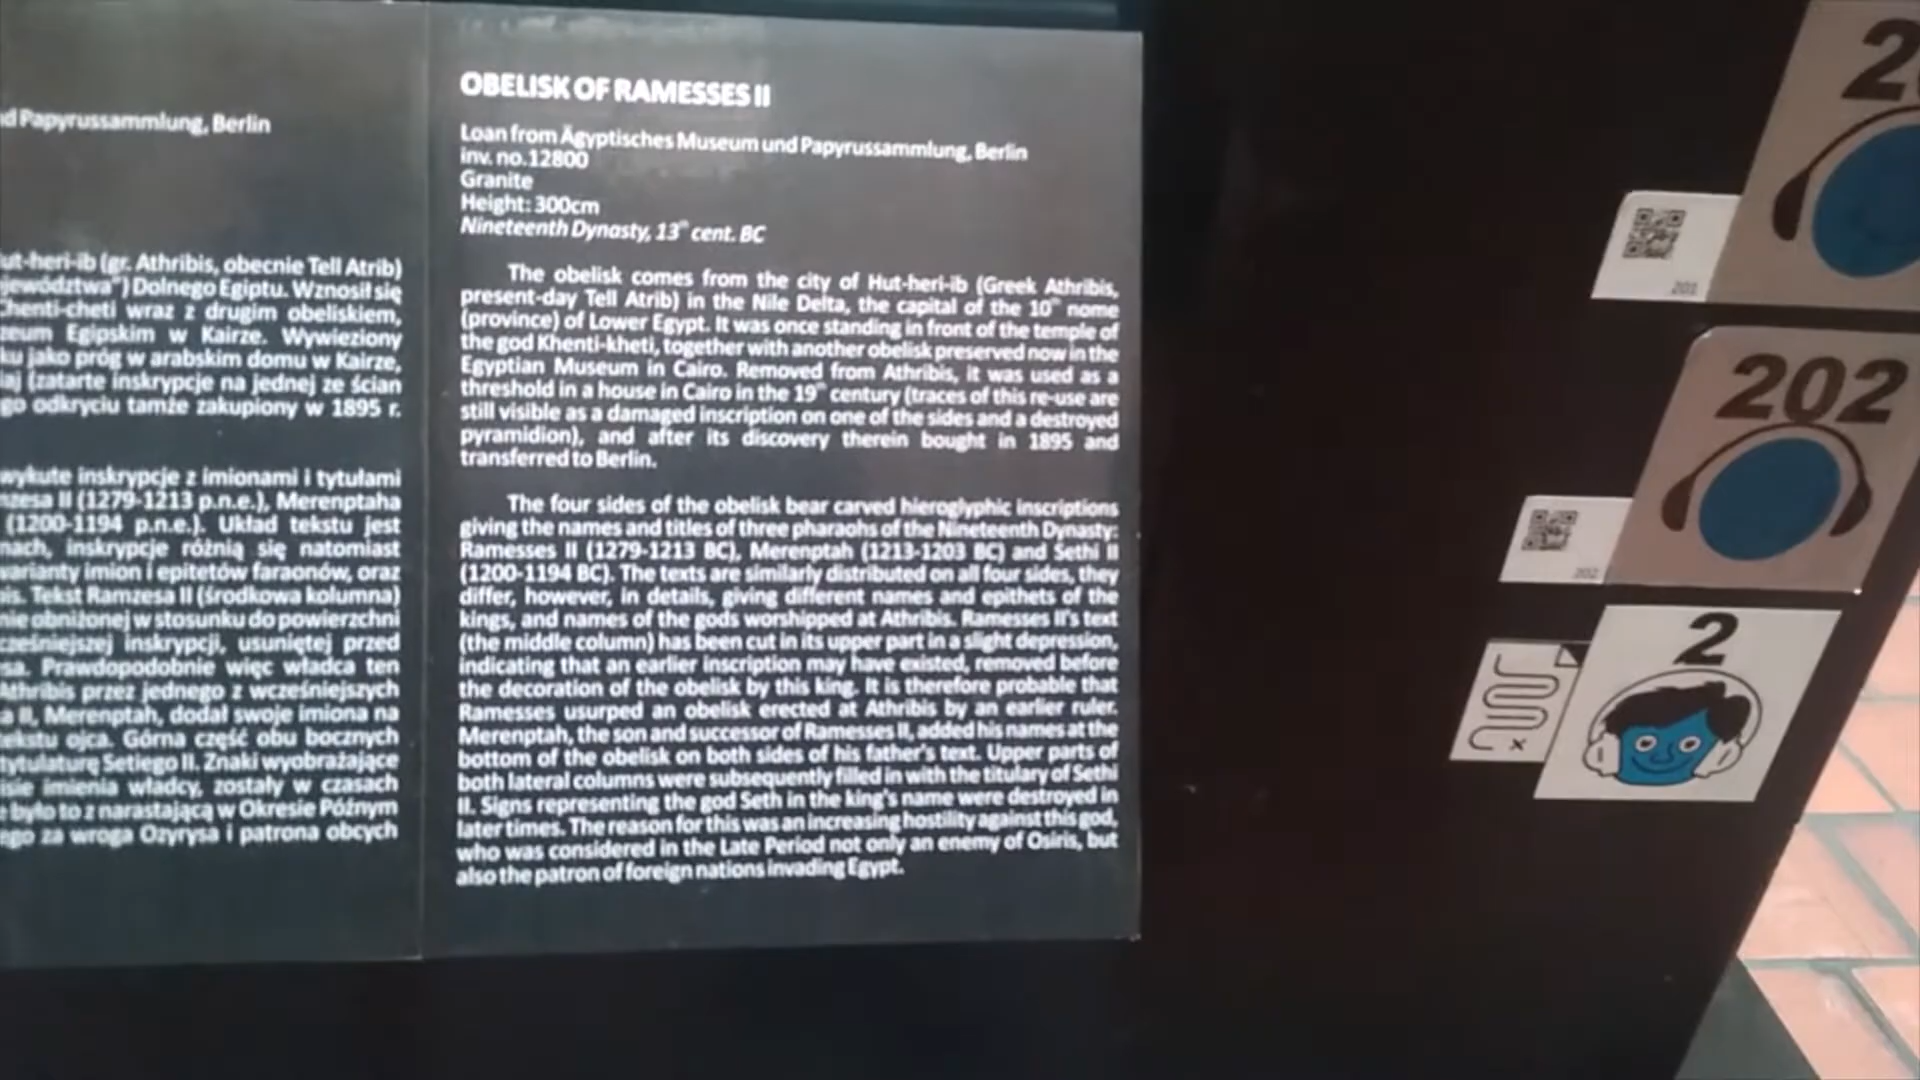 d Papyrussammlung, Berlin
ut-heri-ib (gr. Athribis, obecnie Tell Atrib)
jewództwa") Dolnego Egiptu. Wznosił się
Chenti-cheti wraz z drugim obeliskiem,
zeum Egipskim w Kairze. Wywieziony
ku jako próg w arabskim domu w Kairze,
iaj (zatarte inskrypcje na jednej ze ścian
go odkryciu tamże zakupiony w 1895 r.
wykute inskrypcje z imionami i tytułami
nzesa II (1279-1213 p.n.e.), Merenptaha
(1200-1194 p.n.e.). Układ tekstu jest
nach, inskrypcje różnią się natomiast
warianty imion i epitetów faraonów, oraz
is. Tekst Ramzesa II (środkowa kolumna)
nie obniżonej w stosunku do powierzchni
cześniejszej inskrypcji, usuniętej przed
sa. Prawdopodobnie więc władca ten
Athribis przez jednego z wcześniejszych
a II, Merenptah, dodał swoje imiona na
tekstu ojca. Górna część obu bocznych
tytulaturę Setiego II. Znaki wyobrażające
isie imienia władcy, zostały w czasach
było to z narastającą w Okresie Późnym
ego za wroga Ozyrysa i patrona obcych
OBELISK OF RAMESSES II
Loan from Ägyptisches Museum und Papyrussammlung, Berlin
inv. no.12800
Granite
Height: 300cm
Nineteenth Dynasty, 13th cent. BC
The obelisk comes from the city of Hut-heri-ib (Greek Athribis,
present-day Tell Atrib) in the Nile Delta, the capital of the 10th nome
(province) of Lower Egypt. It was once standing in front of the temple of
the god Khenti-kheti, together with another obelisk preserved now in the
Egyptian Museum in Cairo. Removed from Athribis, it was used as a
threshold in a house in Cairo in the 19th century (traces of this re-use are
still visible as a damaged inscription on one of the sides and a destroyed
pyramidion), and after its discovery therein bought in 1895 and
transferred to Berlin.
The four sides of the obelisk bear carved hieroglyphic inscriptions
giving the names and titles of three pharaohs of the Nineteenth Dynasty:
Ramesses II (1279-1213 BC), Merenptah (1213-1203 BC) and Sethi II
(1200-1194 BC). The texts are similarly distributed on all four sides, they
differ, however, in details, giving different names and epithets of the
kings, and names of the gods worshipped at Athribis. Ramesses II's text
(the middle column) has been cut in its upper part in a slight depression,
indicating that an earlier inscription may have existed, removed before
the decoration of the obelisk by this king. It is therefore probable that
Ramesses usurped an obelisk erected at Athribis by an earlier ruler.
Merenptah, the son and successor of Ramesses II, added his names at the
bottom of the obelisk on both sides of his father's text. Upper parts of
both lateral columns were subsequently filled in with the titulary of Sethi
II. Signs representing the god Seth in the king's name were destroyed in
later times. The reason for this was an increasing hostility against this god,
who was considered in the Late Period not only an enemy of Osiris, but
also the patron of foreign nations invading Egypt.
2
201
202
202
2